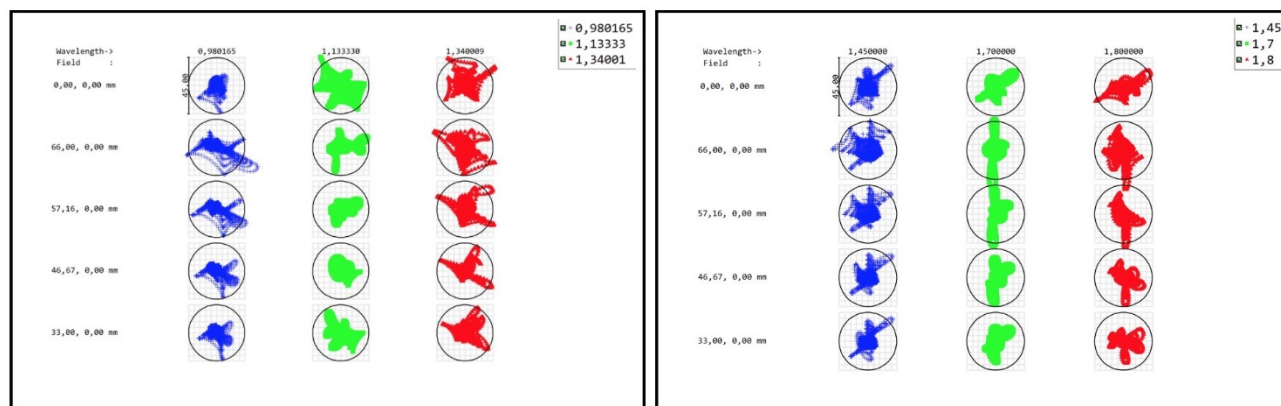 0,980165
1,13333
1,34001
Wavelength-> 0,980165 1,133330 1,340009
Field :
0,00, 0,00 mm
45.00
66,00, 0,00 mm
57,16, 0,00 mm
46,67, 0,00 mm
33,00, 0,00 mm
1,45
1,7
1,8
Wavelength-> 1,450000 1,700000 1,800000
Field :
0,00, 0,00 mm
45.00
66,00, 0,00 mm
57,16, 0,00 mm
46,67, 0,00 mm
33,00, 0,00 mm